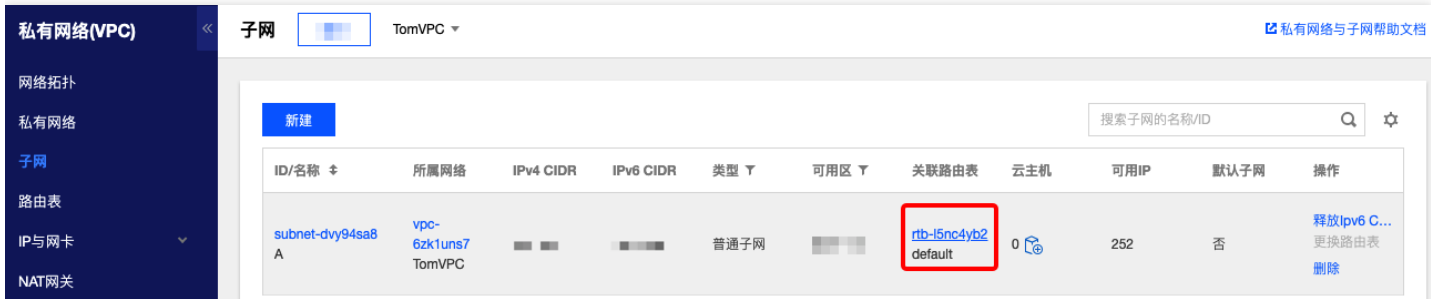 私有网络(VPC)
子网
TomVPC
私有网络与子网帮助文档
网络拓扑
私有网络
子网
路由表
IP与网卡
NAT网关
新建
搜索子网的名称/ID
ID/名称 所属网络 IPv4 CIDR IPv6 CIDR 类型 可用区 关联路由表 云主机 可用IP 默认子网 操作
subnet-dvy94sa8
A
vpc-
6zk1uns7
TomVPC
普通子网
rtb-l5nc4yb2
default
0
252
否
释放Ipv6 C...
更换路由表
删除